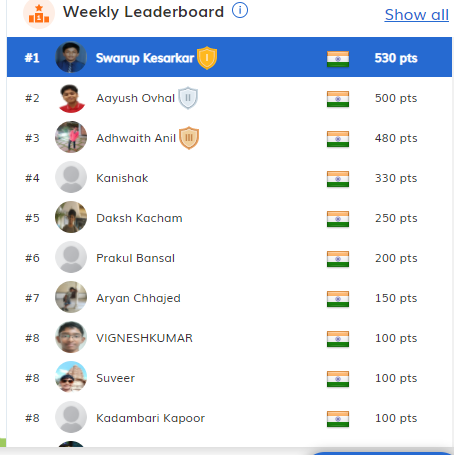 Weekly Leaderboard
Show all
#1 Swarup Kesarkar I 530 pts
#2 Aayush Ovhal II 500 pts
#3 Adhwaith Anil III 480 pts
#4 Kanishak 330 pts
#5 Daksh Kacham 250 pts
#6 Prakul Bansal 200 pts
#7 Aryan Chhajed 150 pts
#8 VIGNESHKUMAR 100 pts
#8 Suveer 100 pts
#8 Kadambari Kapoor 100 pts